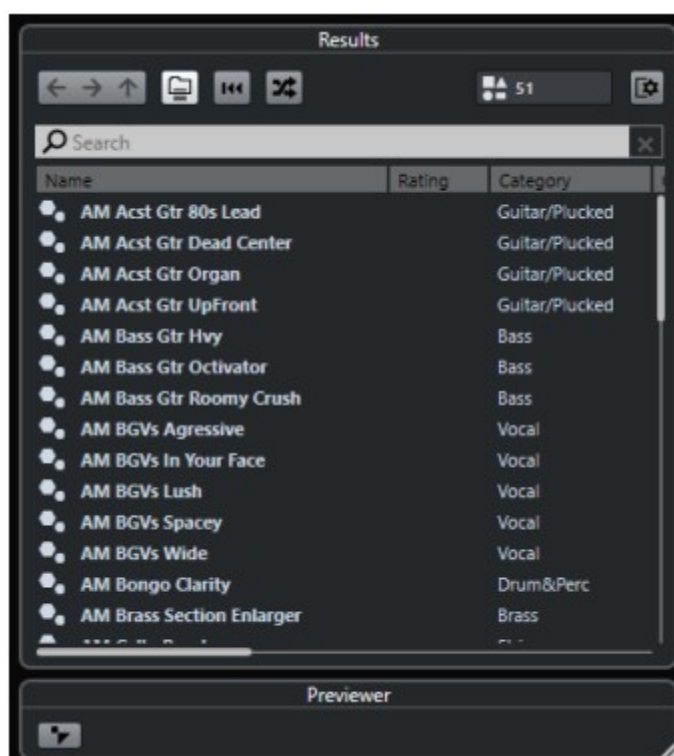 Results
51
Search
Name Rating Category
AM Acst Gtr 80s Lead Guitar/Plucked
AM Acst Gtr Dead Center Guitar/Plucked
AM Acst Gtr Organ Guitar/Plucked
AM Acst Gtr UpFront Guitar/Plucked
AM Bass Gtr Hvy Bass
AM Bass Gtr Octivator Bass
AM Bass Gtr Roomy Crush Bass
AM BGVs Agressive Vocal
AM BGVs In Your Face Vocal
AM BGVs Lush Vocal
AM BGVs Spacey Vocal
AM BGVs Wide Vocal
AM Bongo Clarity Drum&Perc
AM Brass Section Enlarger Brass
Previewer